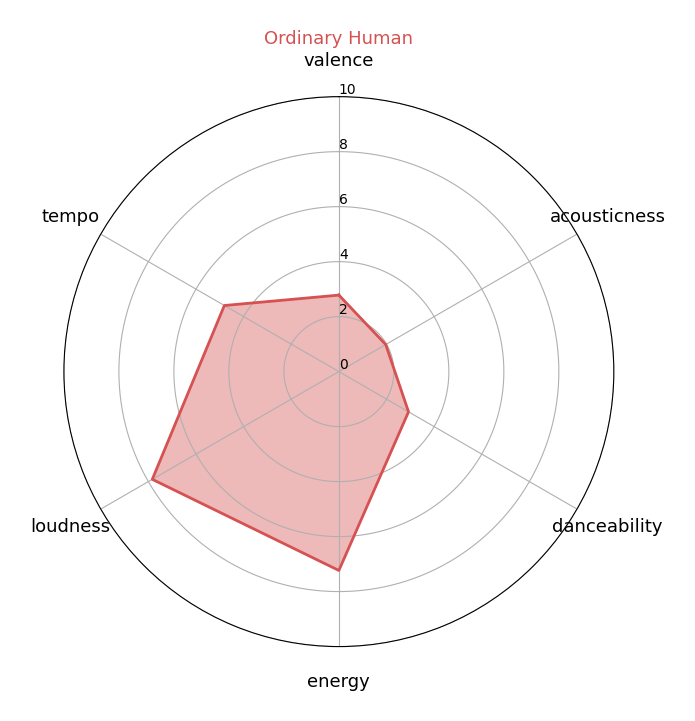 Ordinary Human
valence
10
8
6
4
2
0
tempo
acousticness
loudness
danceability
energy